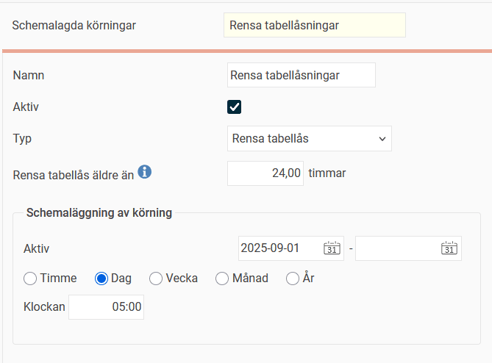 Schemalagda körningar Rensa tabellåsningar
Namn Rensa tabellåsningar
Aktiv
Typ Rensa tabellås
Rensa tabellås äldre än 24,00 timmar
Schemaläggning av körning
Aktiv 2025-09-01 31 - 31
Timme Dag Vecka Månad År
Klockan 05:00